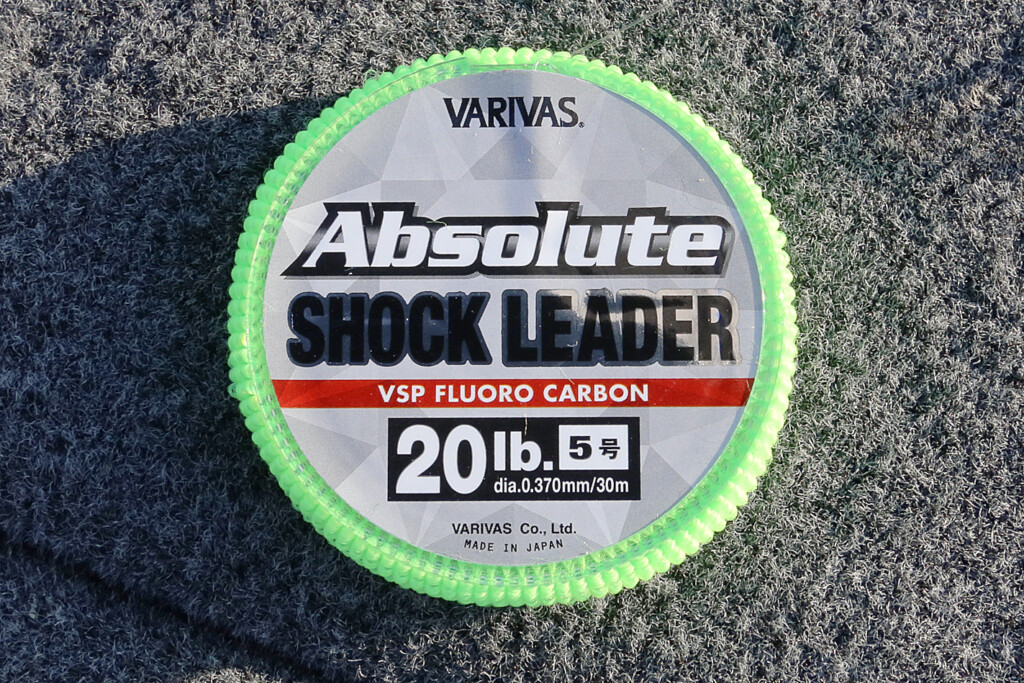 VARIVAS®
Absolute
SHOCK LEADER
VSP FLUORO CARBON
20lb. 5号
dia.0.370mm/30m
VARIVAS Co., Ltd.
MADE IN JAPAN